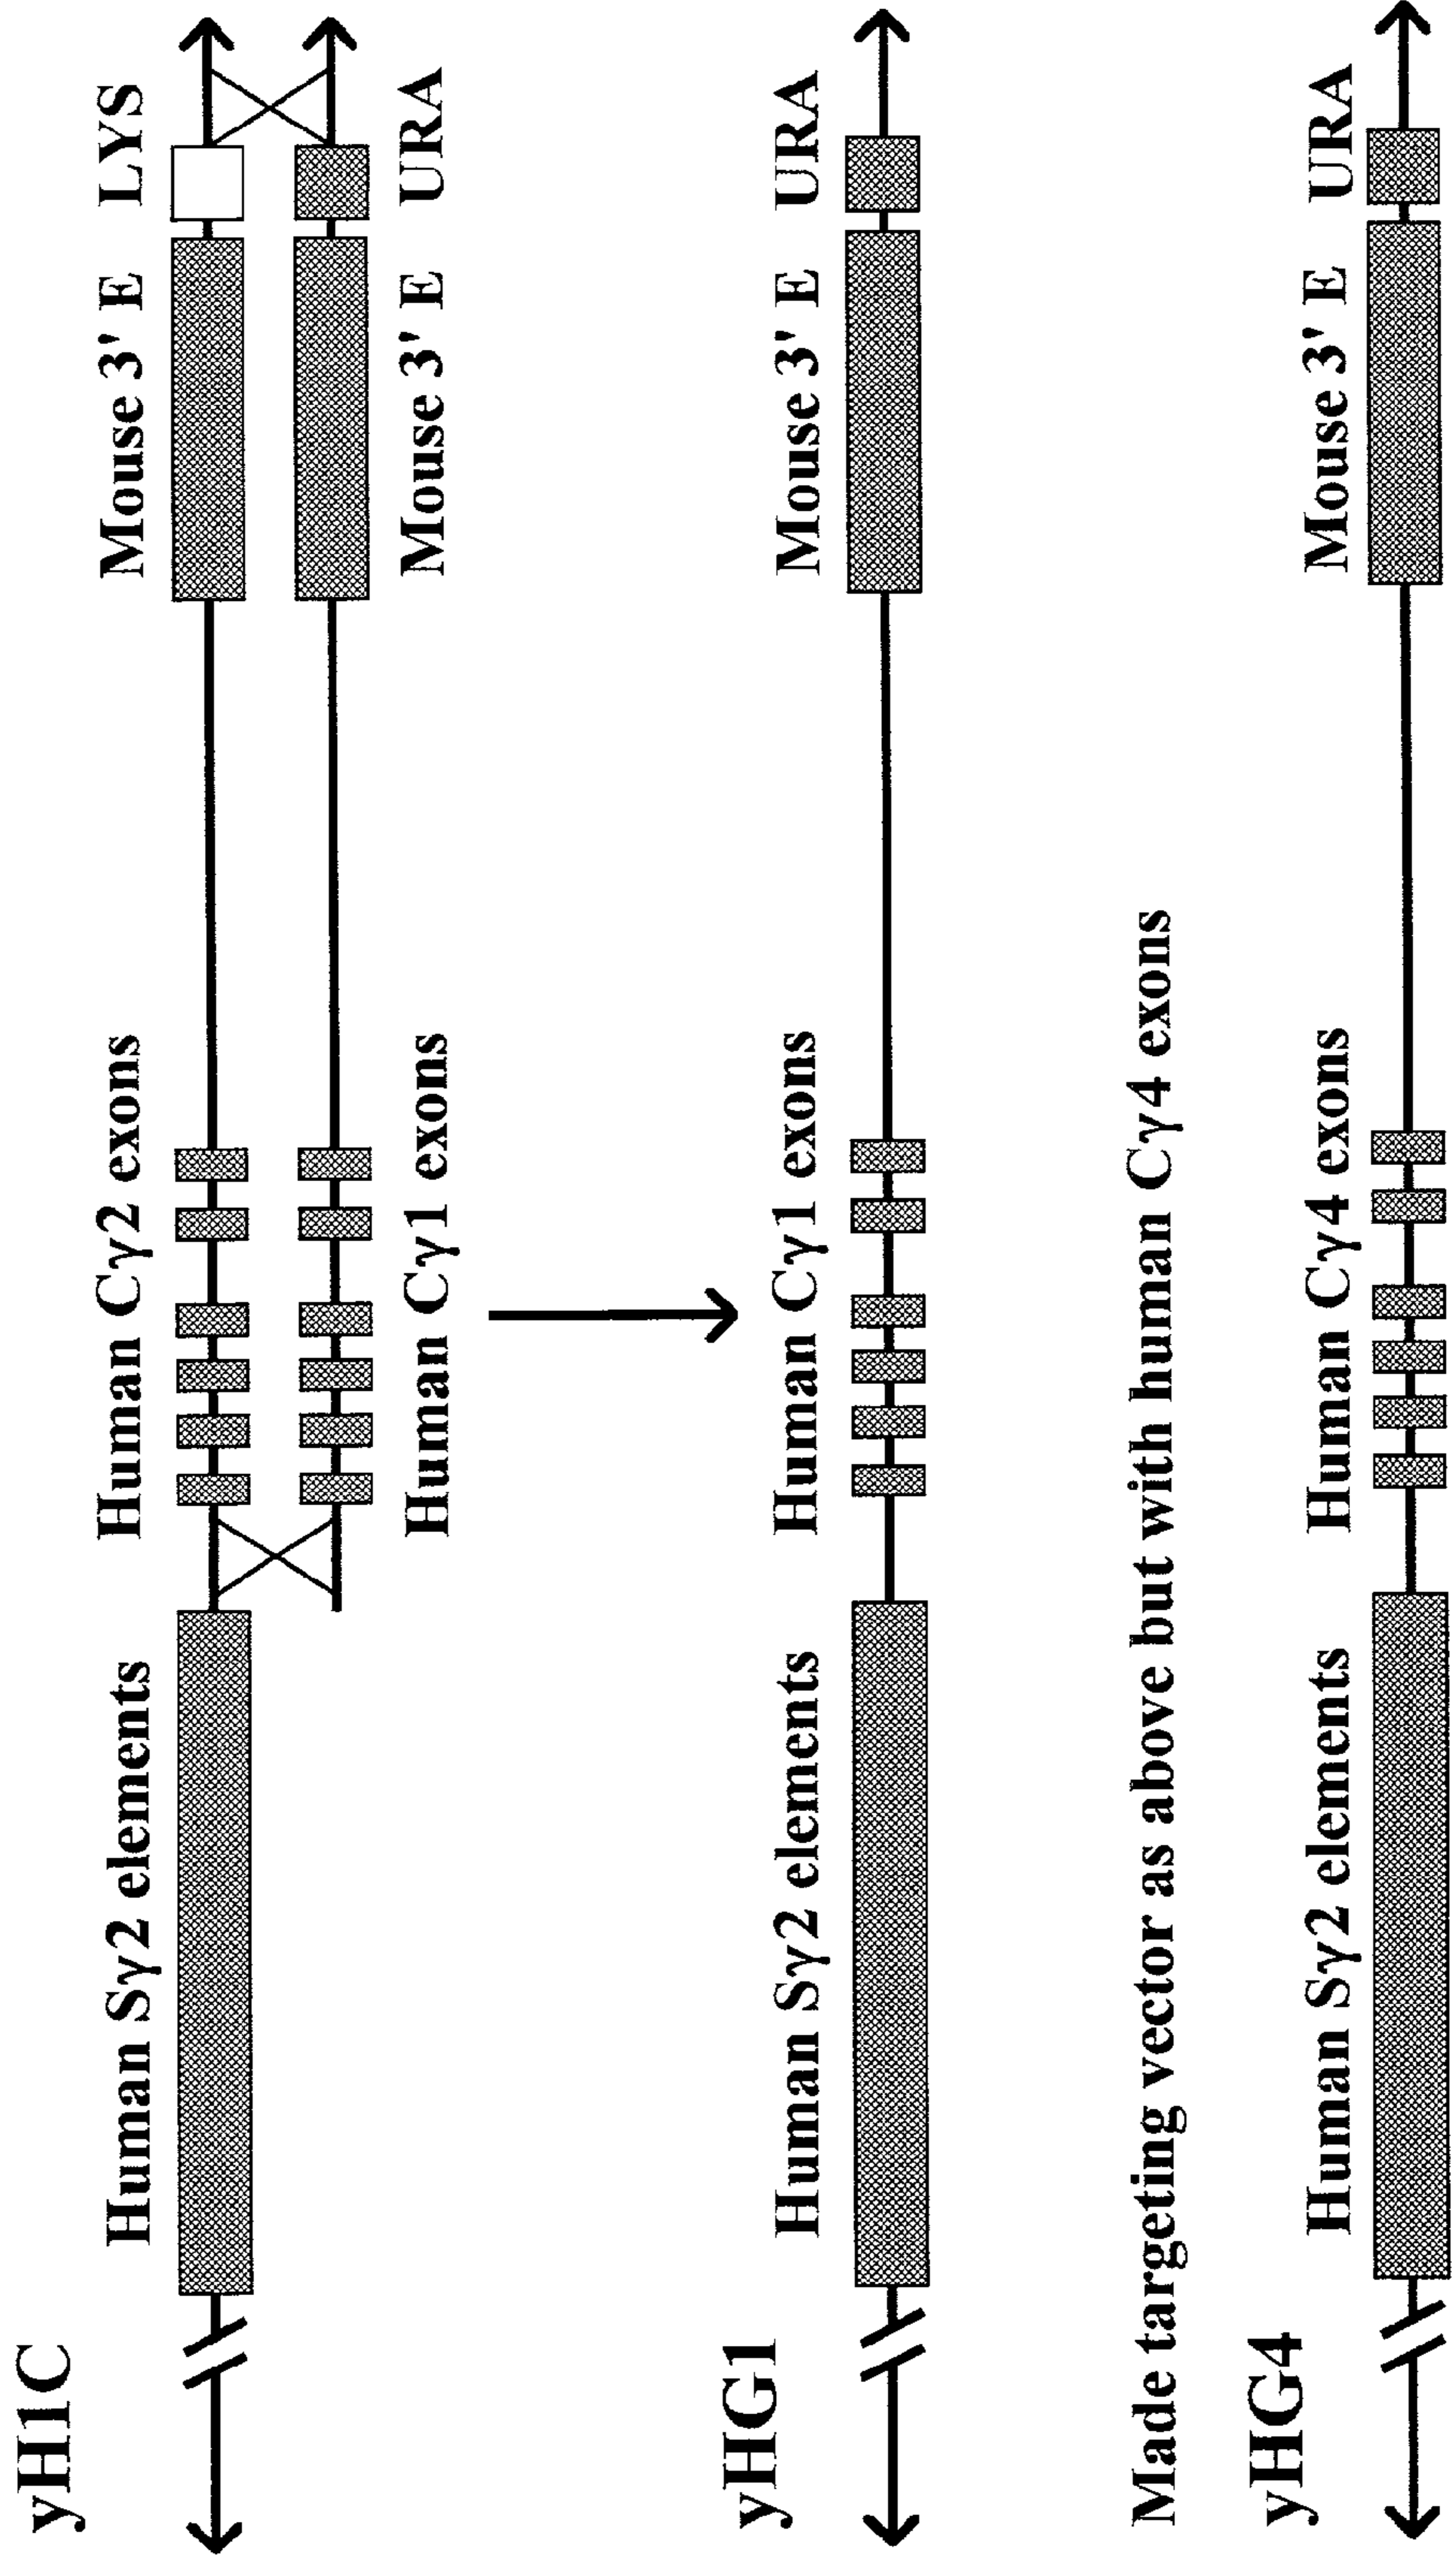 yH1C
Human Sγ2 elements
Human Cγ2 exons
Mouse 3' E
LYS
Human Cγ1 exons
Mouse 3' E
URA
yHG1
Human Sγ2 elements
Human Cγ1 exons
Mouse 3' E
URA
Made targeting vector as above but with human Cγ4 exons
yHG4
Human Sγ2 elements
Human Cγ4 exons
Mouse 3' E
URA